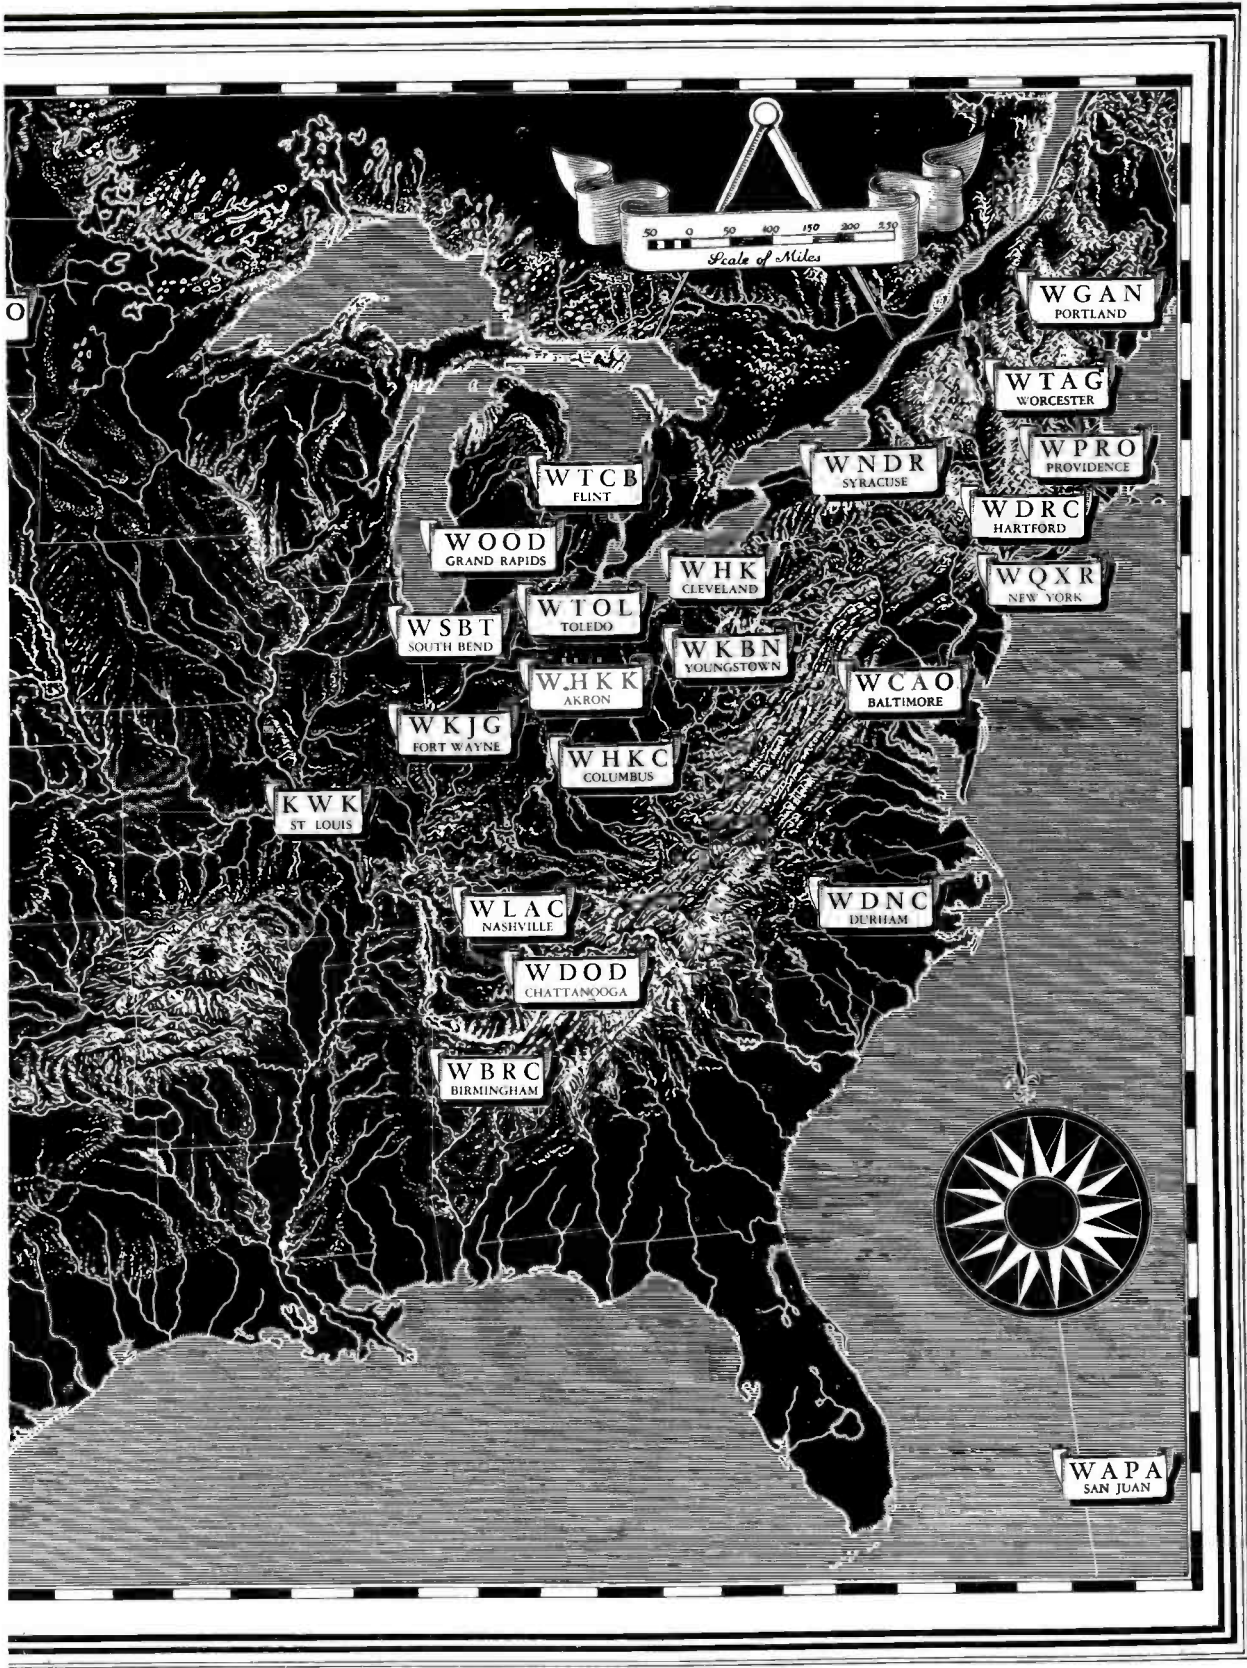 50 0 50 100 150 200 250
Scale of Miles
WGAN
PORTLAND
O
WTAG
WORCESTER
WPRO
PROVIDENCE
WNDR
SYRACUSE
WTCB
FLINT
WDRC
HARTFORD
WOOD
GRAND RAPIDS
WHK
CLEVELAND
WQXR
NEW YORK
WTOL
TOLEDO
WSBT
SOUTH BEND
WKBN
YOUNGSTOWN
WHKK
AKRON
WCAO
BALTIMORE
WKJG
FORT WAYNE
WHKC
COLUMBUS
KWK
ST LOUIS
WLAC
NASHVILLE
WDNC
DURHAM
WDOD
CHATTANOOGA
WBRC
BIRMINGHAM
WAPA
SAN JUAN